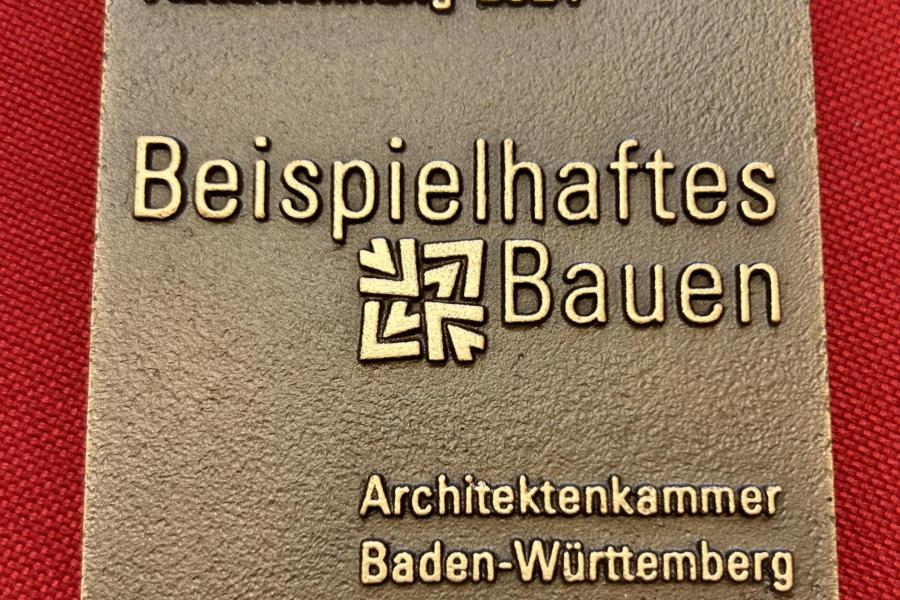 Beispielhaftes
Bauen
Architektenkammer
Baden-Württemberg